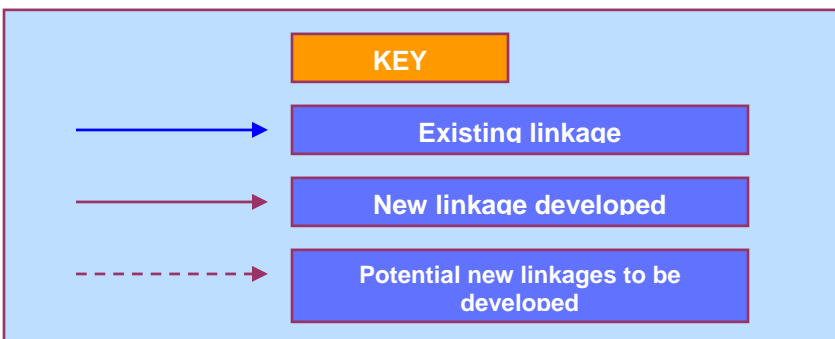 KEY
Existing linkage
New linkage developed
Potential new linkages to be
developed